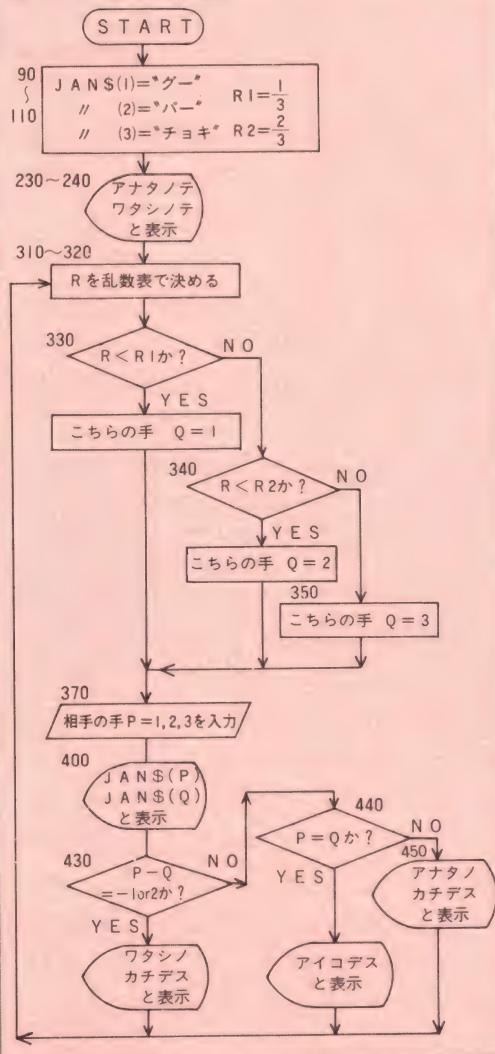 START
90
〜
110
JAN$(1)=“グー”
〃 (2)=“パー”
〃 (3)=“チョキ”
R1=1/3
R2=2/3
230〜240
アナタノテ
ワタシノテ
と表示
310〜320
Rを乱数表で決める
330
R<R1か?
NO
YES
こちらの手 Q=1
340
R<R2か?
NO
YES
こちらの手 Q=2
350
こちらの手 Q=3
370
相手の手P=1,2,3を入力
400
JAN$(P)
JAN$(Q)
と表示
430
P-Q
=-1or2か?
NO
YES
ワタシノ
カチデス
と表示
440
P=Qか?
NO
YES
アイコデス
と表示
450
アナタノ
カチデス
と表示